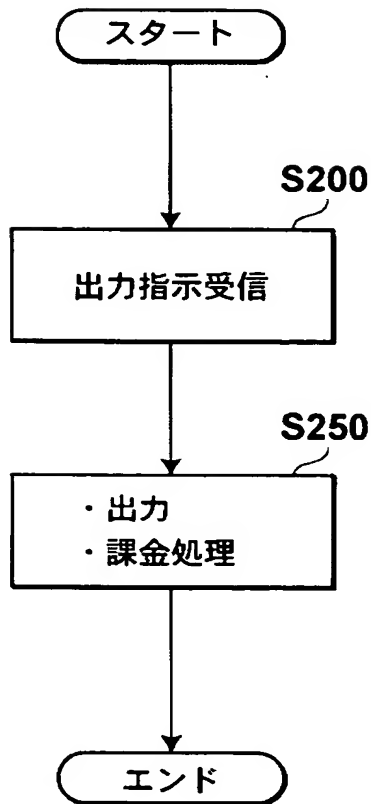 スタート
S200
出力指示受信
S250
・出力
・課金処理
エンド